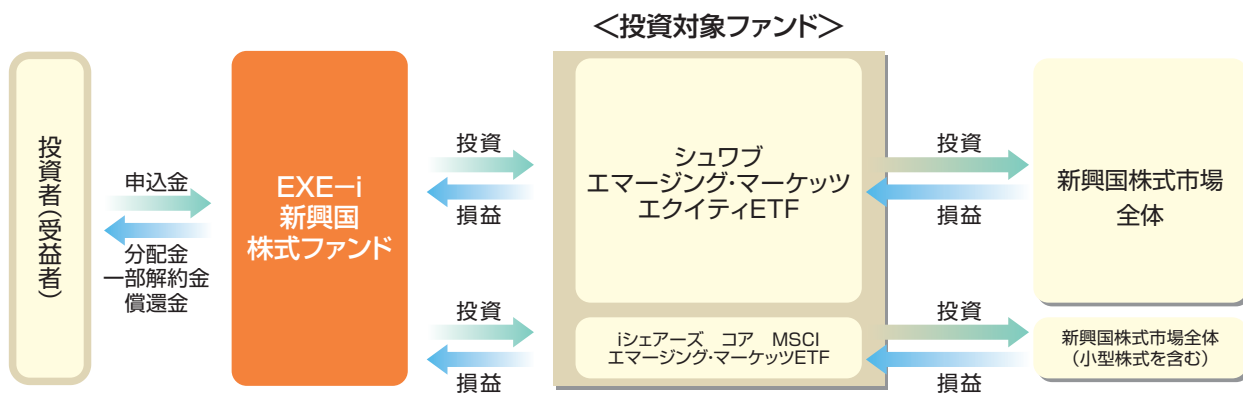 <投資対象ファンド>
投資者(受益者)
申込金
分配金
一部解約金
償還金
EXE-i
新興国
株式ファンド
投資
損益
シュワブ
エマージング・マーケッツ
エクイティETF
投資
損益
新興国株式市場
全体
投資
損益
iシェアーズ コア MSCI
エマージング・マーケッツETF
投資
損益
新興国株式市場全体
(小型株式を含む)